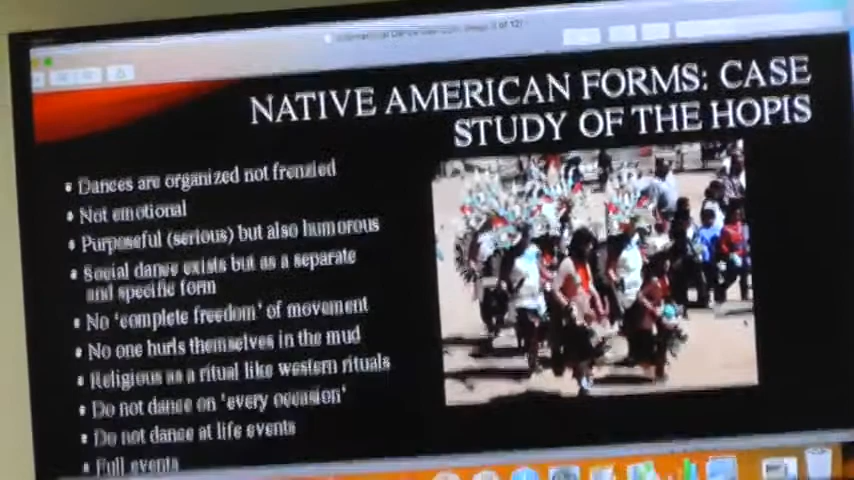 NATIVE AMERICAN FORMS: CASE
STUDY OF THE HOPIS
• Dances are organized not frenzied
• Not emotional
• Purposeful (serious) but also humorous
• Social dance exists but as a separate
and specific form
• No 'complete freedom' of movement
• No one hurls themselves in the mud
• Religious as a ritual like western rituals
• Do not dance on 'every occasion'
• Do not dance at life events
• Full events